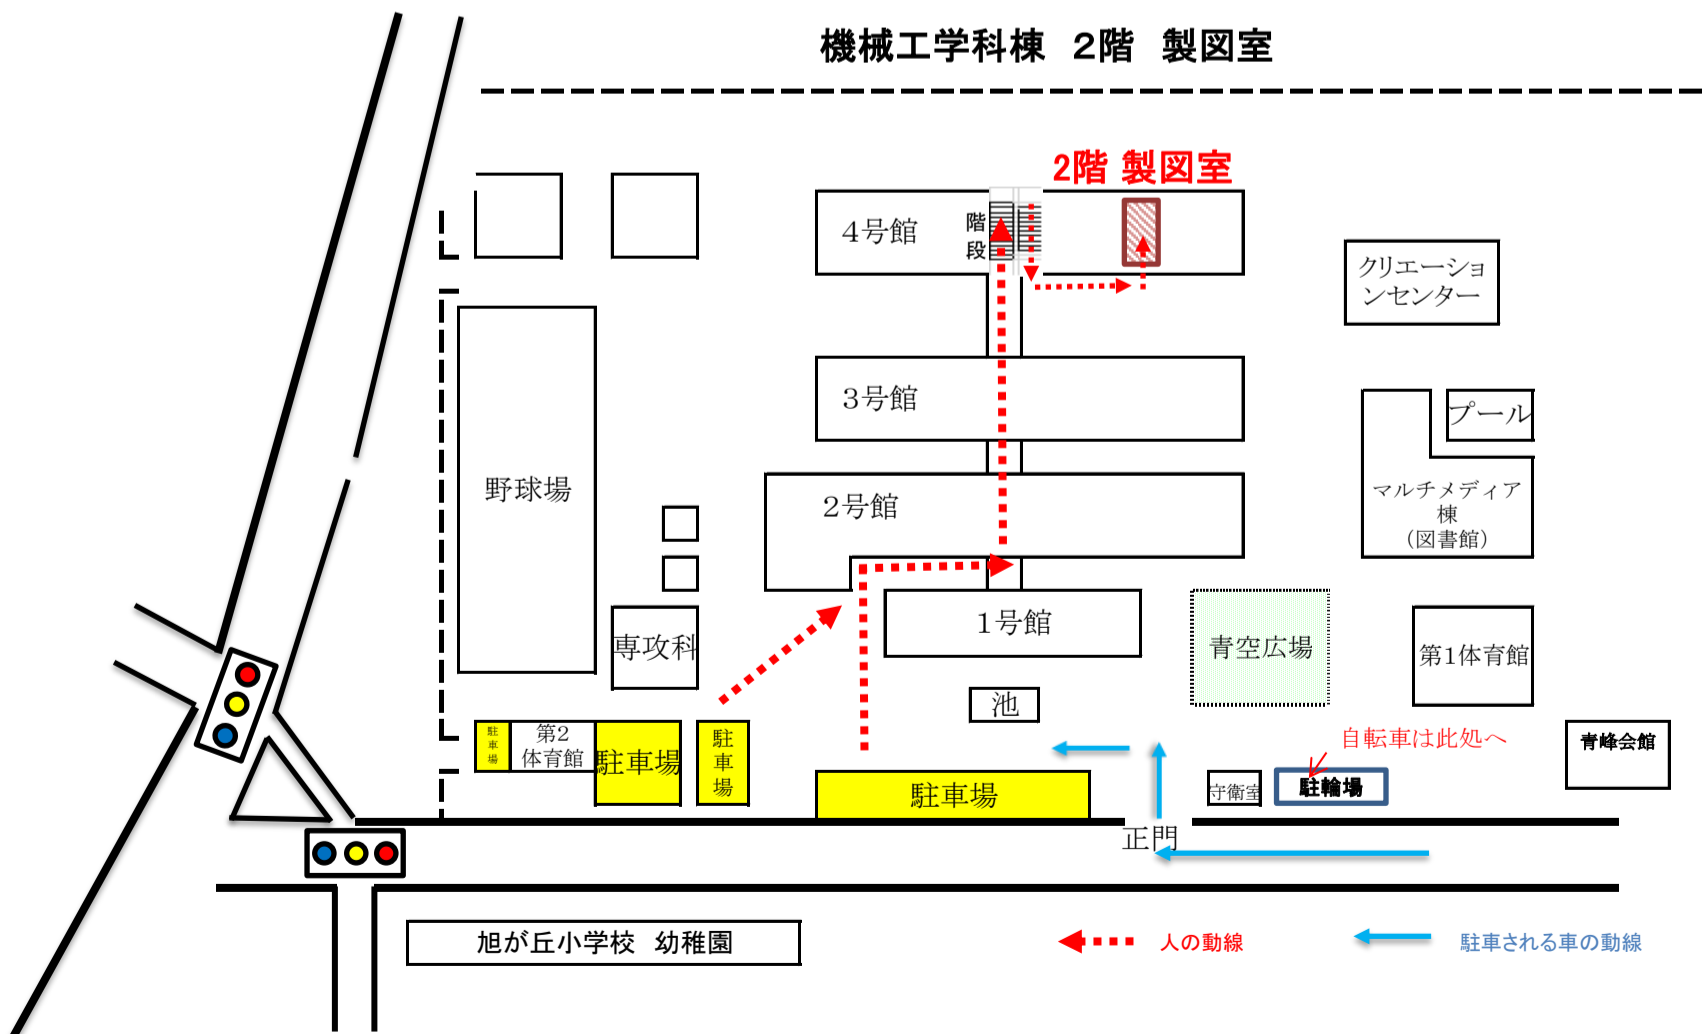 機械工学科棟 2階 製図室
2階 製図室
4号館
階
段
クリエーショ
ンセンター
3号館
プール
野球場
2号館
マルチメディア
棟
(図書館)
専攻科
1号館
青空広場
第1体育館
池
駐
車
場
第2
体育館
駐車場
駐
車
場
駐車場
自転車は此処へ
守衛室
駐輪場
青峰会館
正門
旭が丘小学校 幼稚園
人の動線
駐車される車の動線